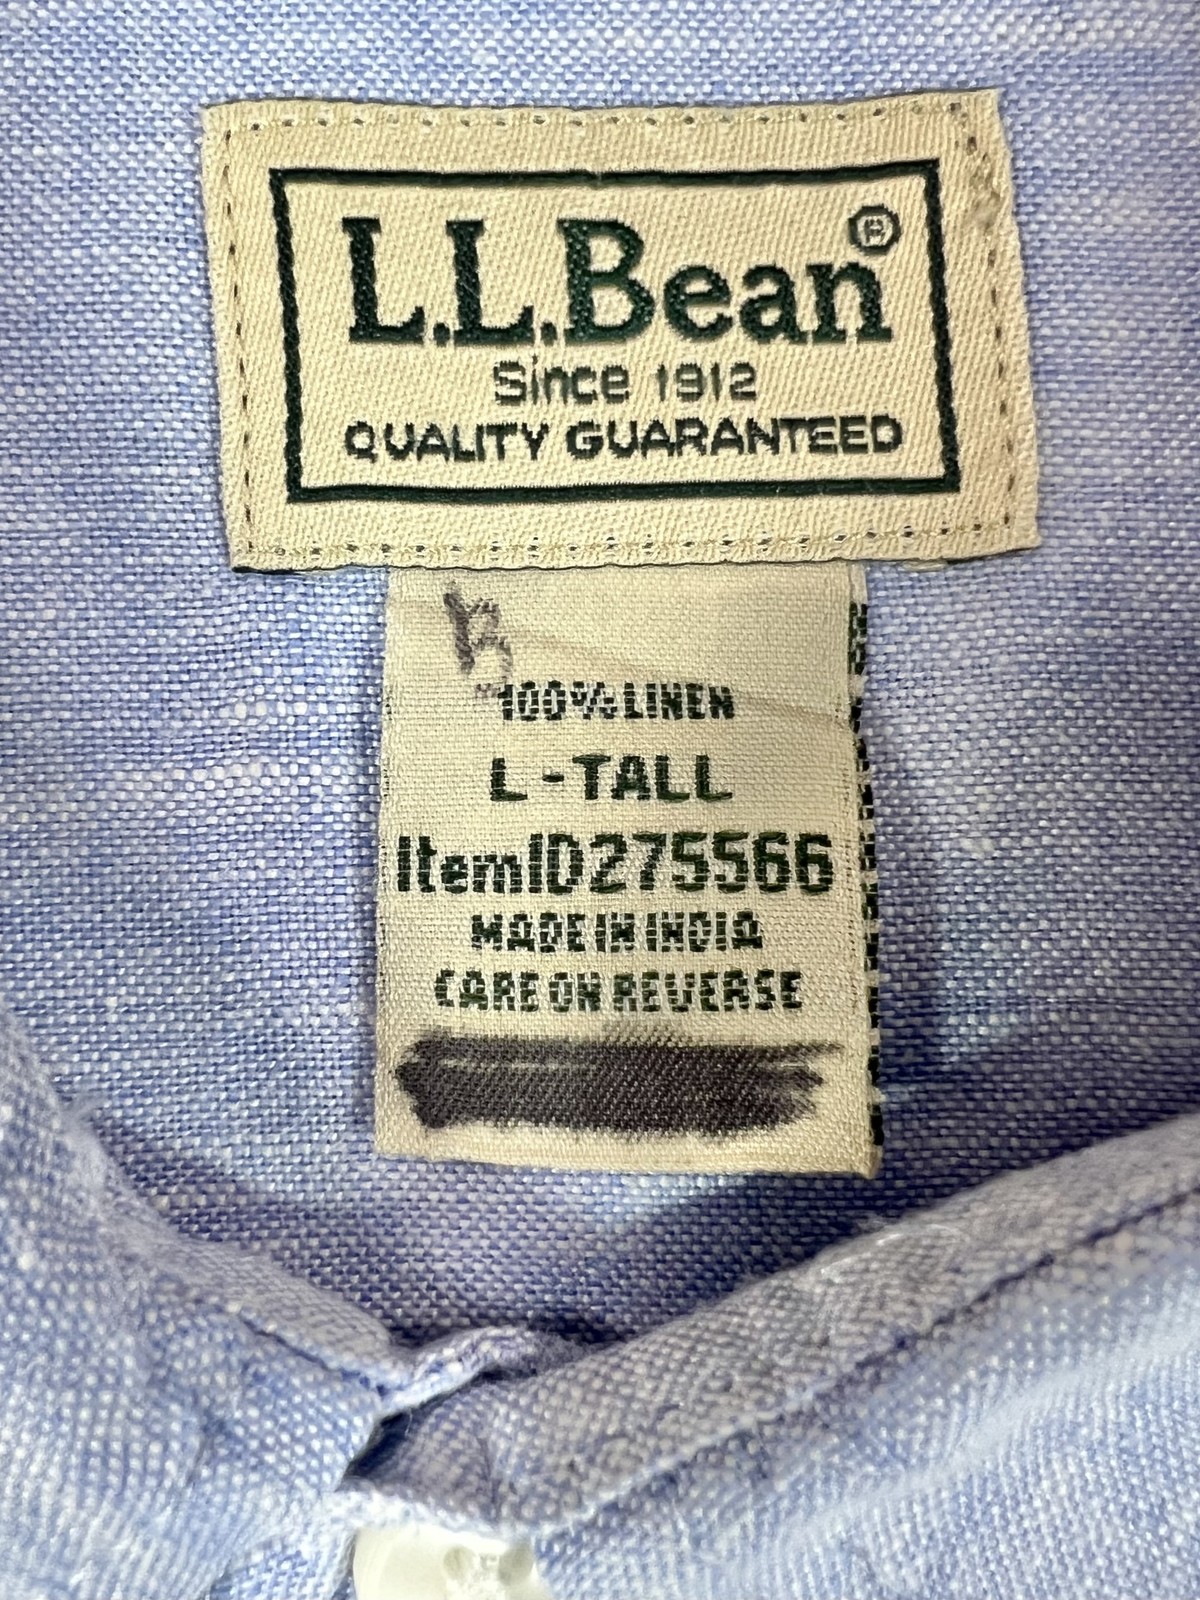 L.L.Bean®
Since 1912
QUALITY GUARANTEED
100% LINEN
L-TALL
ItemID275566
MADE IN INDIA
CARE ON REVERSE